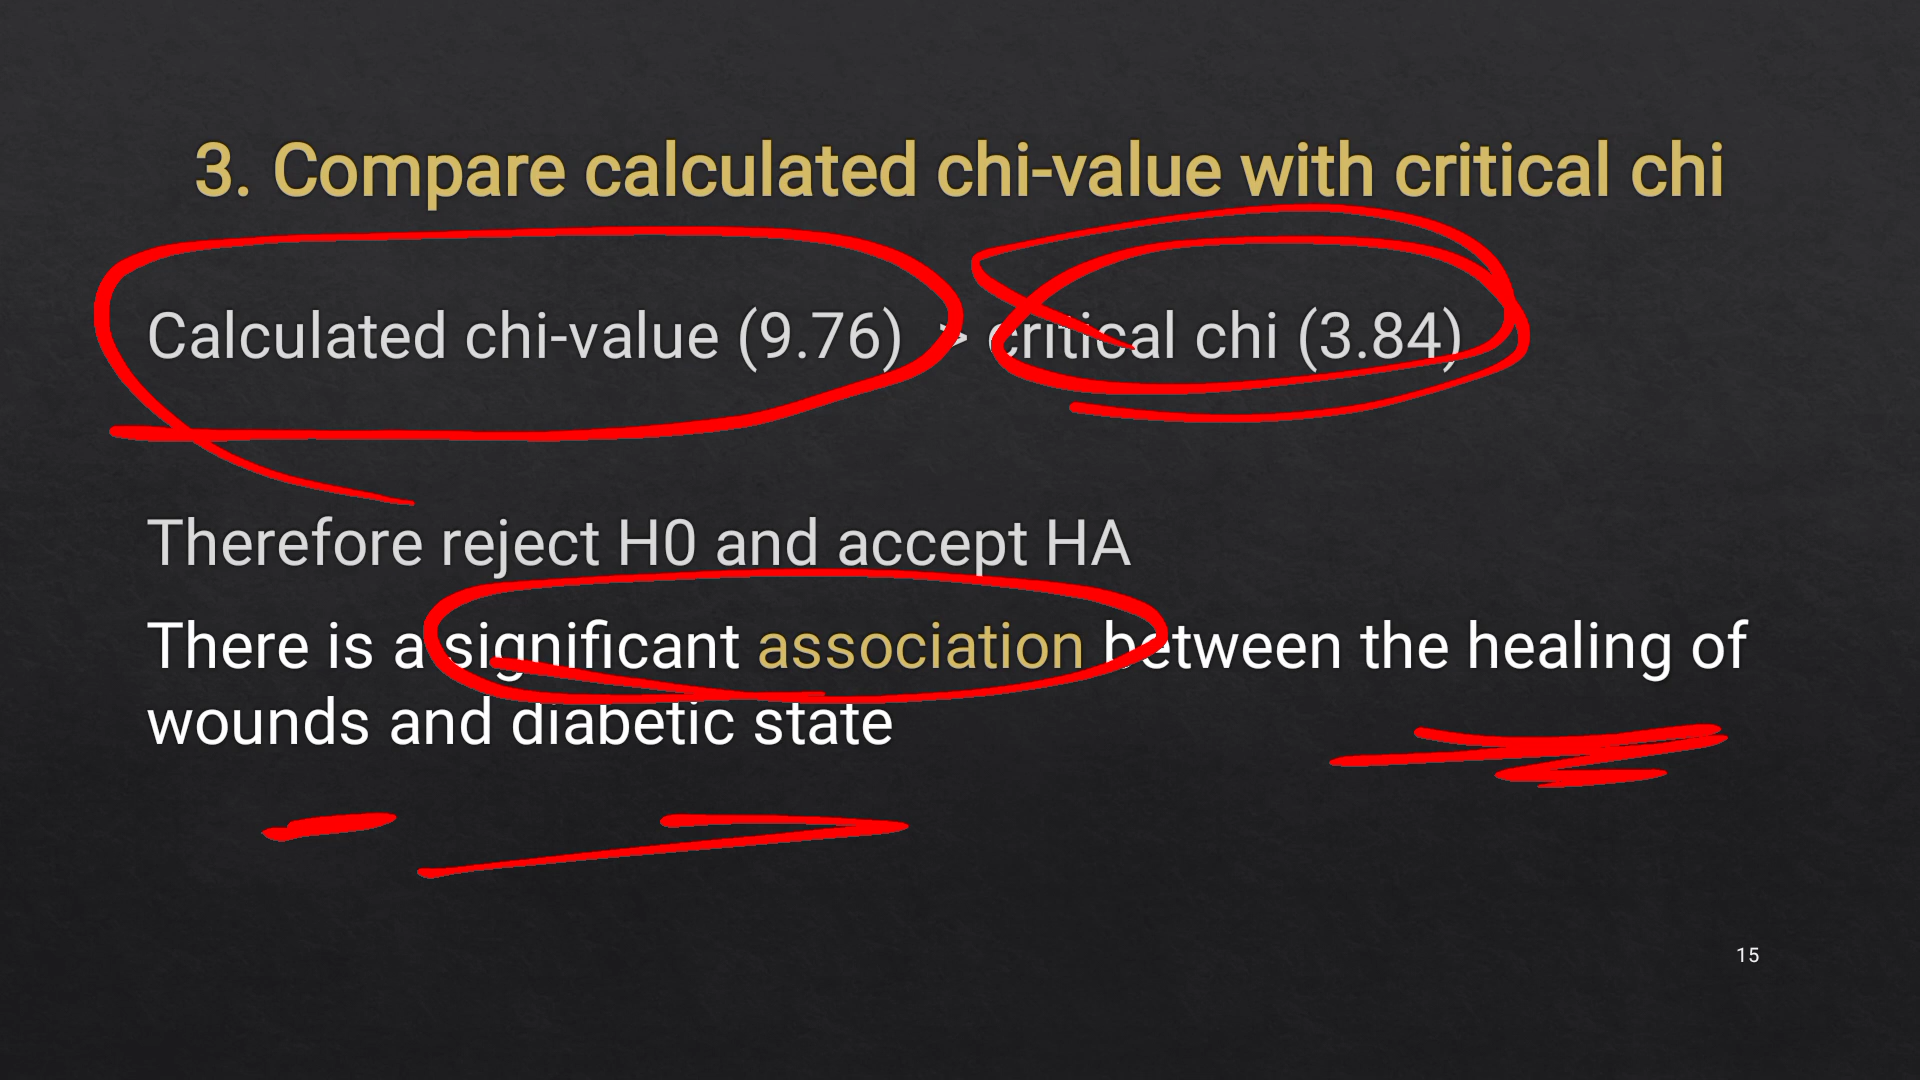 3. Compare calculated chi-value with critical chi
Calculated chi-value (9.76) > critical chi (3.84)
Therefore reject H0 and accept HA
There is a significant association between the healing of
wounds and diabetic state
15